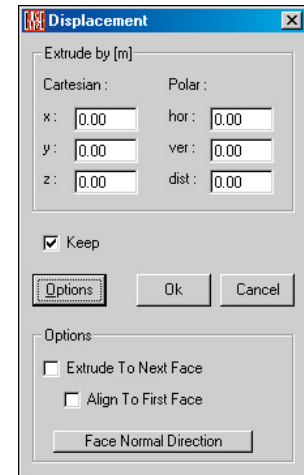 EASE Displacement
Extrude by [m]
Cartesian : Polar :
x : 0.00 hor : 0.00
y : 0.00 ver : 0.00
z : 0.00 dist : 0.00
Keep
Options Ok Cancel
Options
Extrude To Next Face
Align To First Face
Face Normal Direction